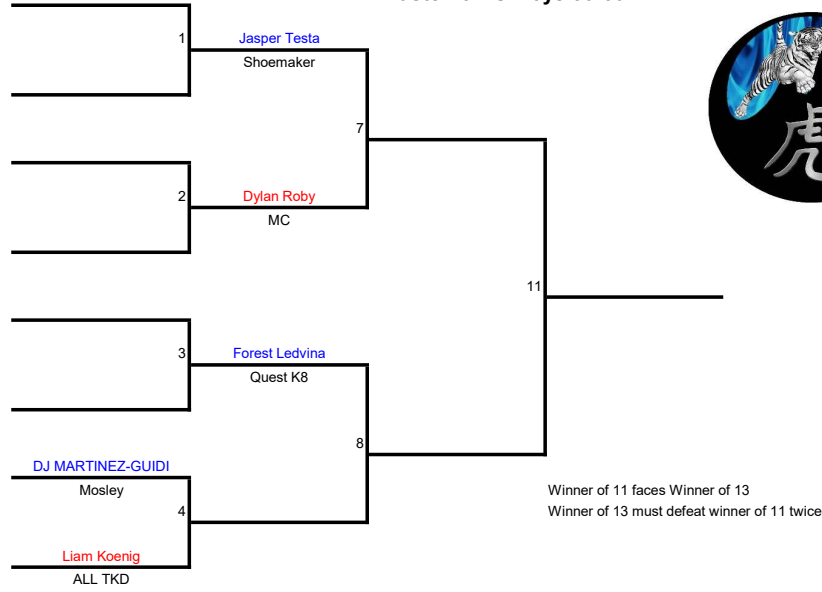 1
Jasper Testa
Shoemaker
7
2
Dylan Roby
MC
11
3
Forest Ledvina
Quest K8
8
DJ MARTINEZ-GUIDI
Mosley
4
Liam Koenig
ALL TKD
Winner of 11 faces Winner of 13
Winner of 13 must defeat winner of 11 twice
虎